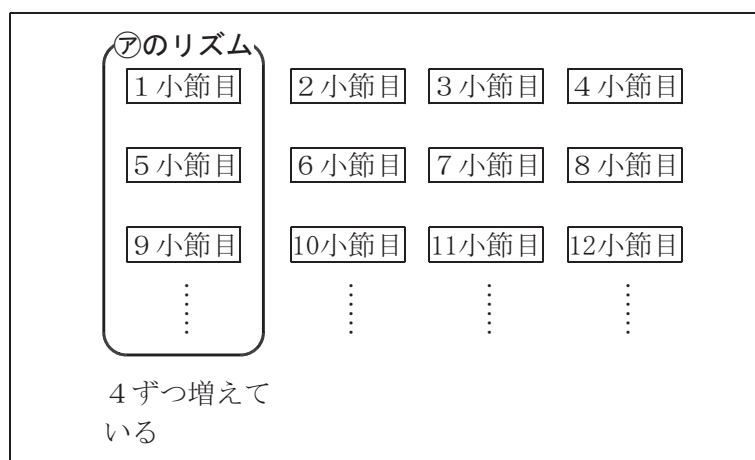 ㋐のリズム
1小節目 2小節目 3小節目 4小節目
5小節目 6小節目 7小節目 8小節目
9小節目 10小節目 11小節目 12小節目
⋮ ⋮ ⋮ ⋮
4ずつ増えて
いる